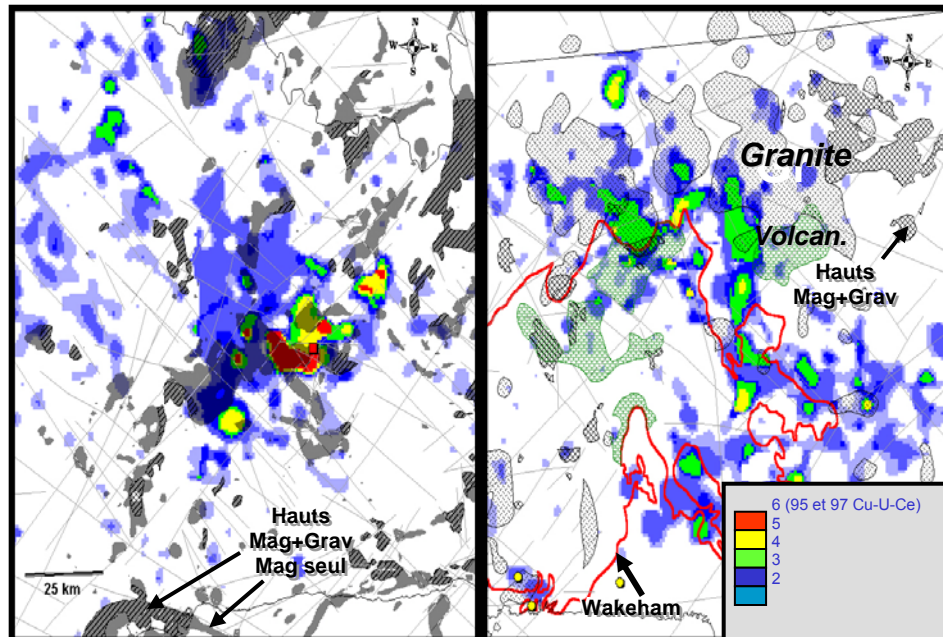 N
W E
S
N
W E
S
Granite
Volcan.
Hauts
Mag+Grav
Hauts
Mag+Grav
Mag seul
25 km
Wakeham
6 (95 et 97 Cu-U-Ce)
5
4
3
2